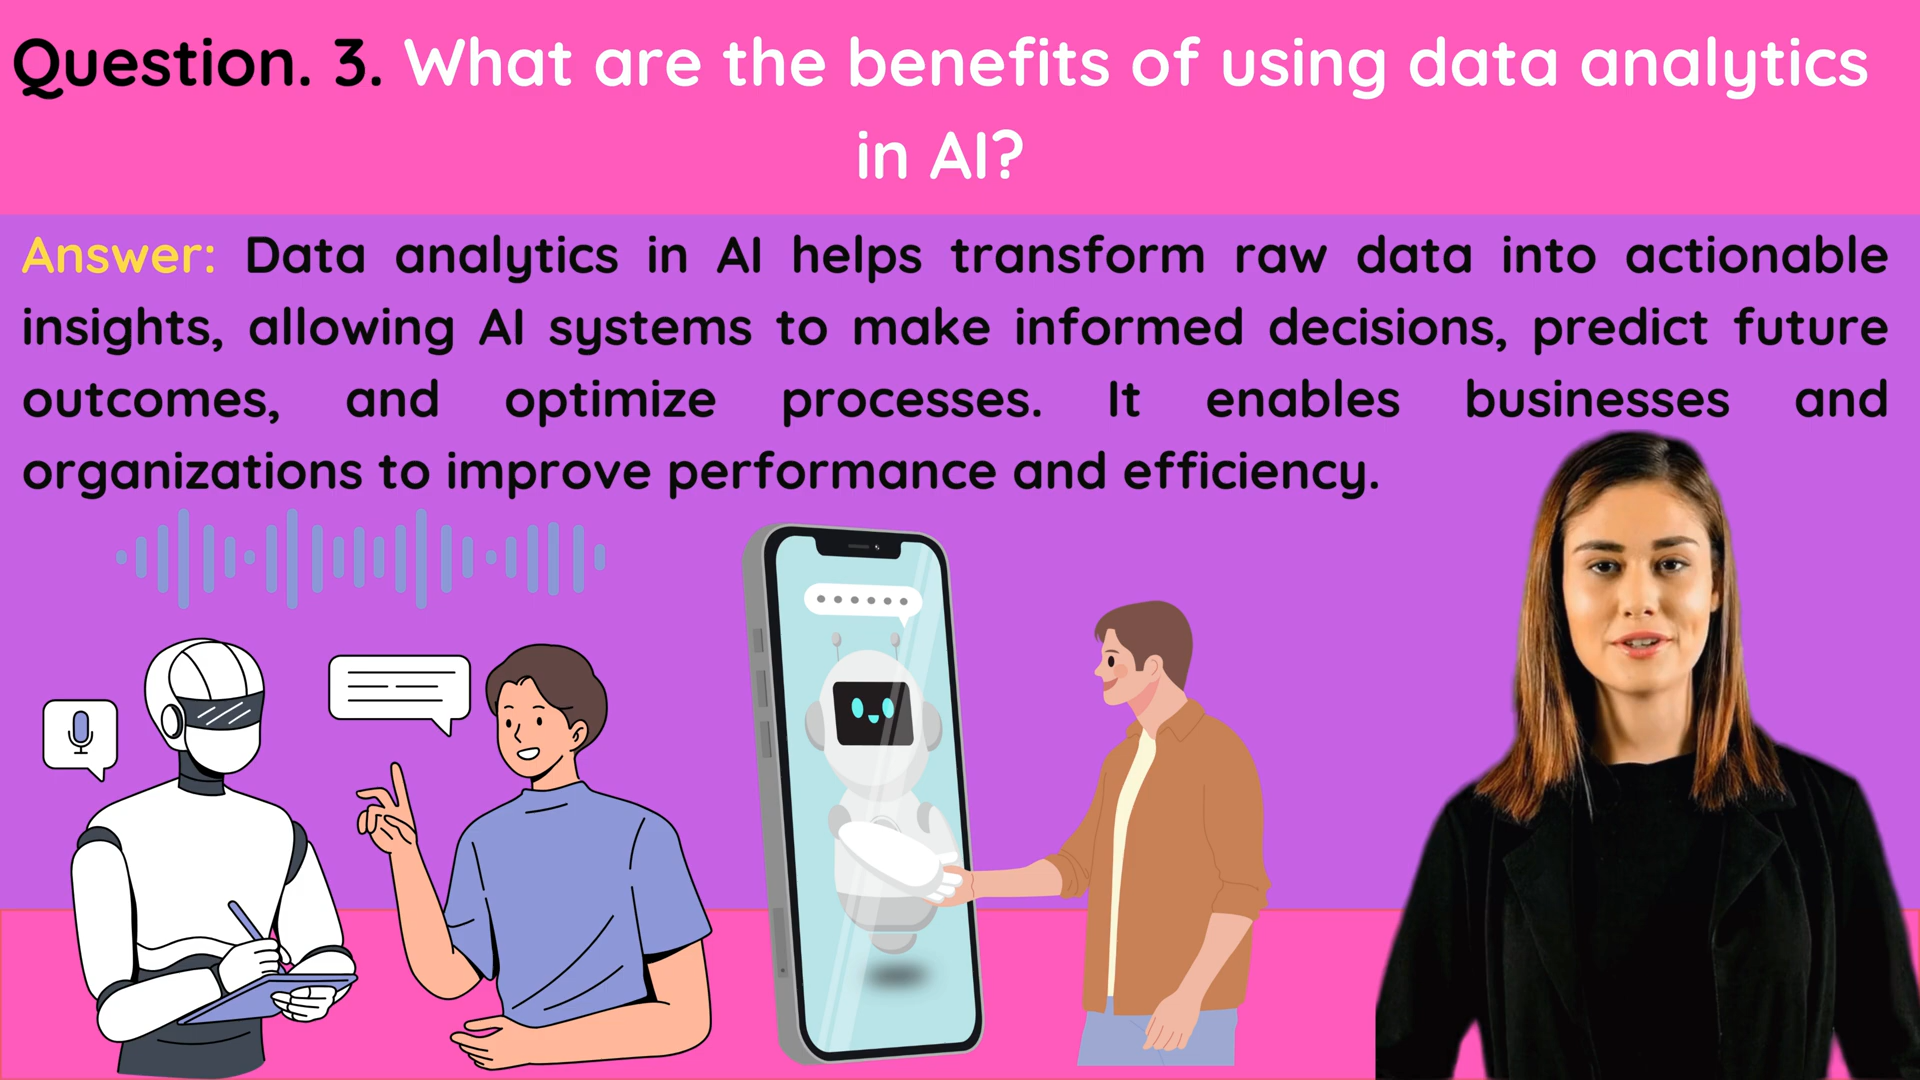 Question. 3. What are the benefits of using data analytics
in AI?
Answer: Data analytics in AI helps transform raw data into actionable
insights, allowing AI systems to make informed decisions, predict future
outcomes, and optimize processes. It enables businesses and
organizations to improve performance and efficiency.